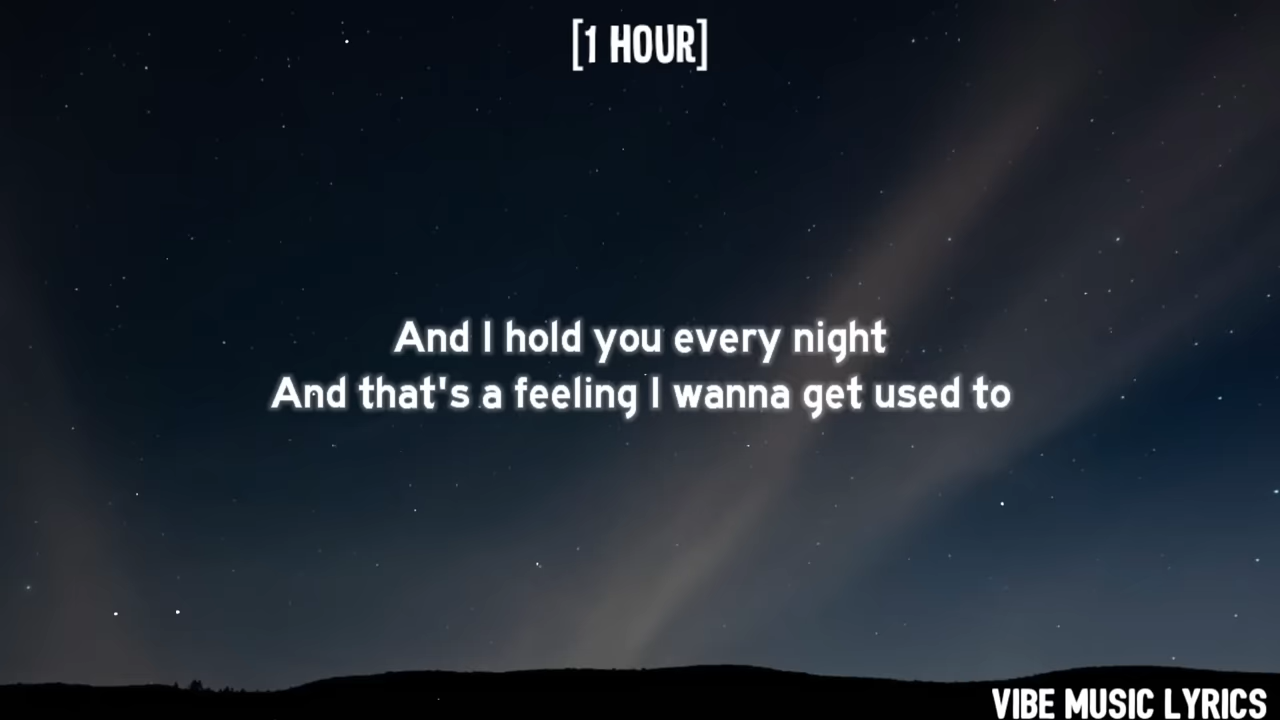 [1 HOUR]
And I hold you every night
And that's a feeling I wanna get used to
VIBE MUSIC LYRICS